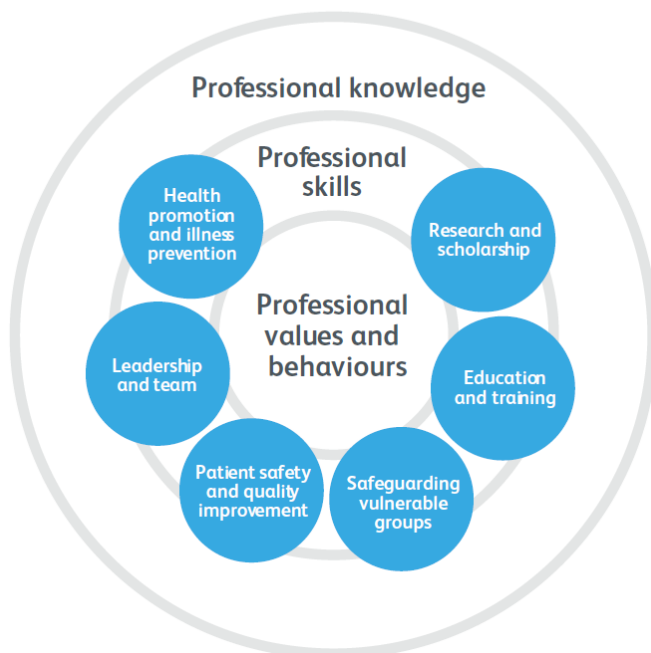 Professional knowledge
Professional
skills
Health
promotion
and illness
prevention
Research and
scholarship
Professional
values and
behaviours
Leadership
and team
Education
and training
Patient safety
and quality
improvement
Safeguarding
vulnerable
groups